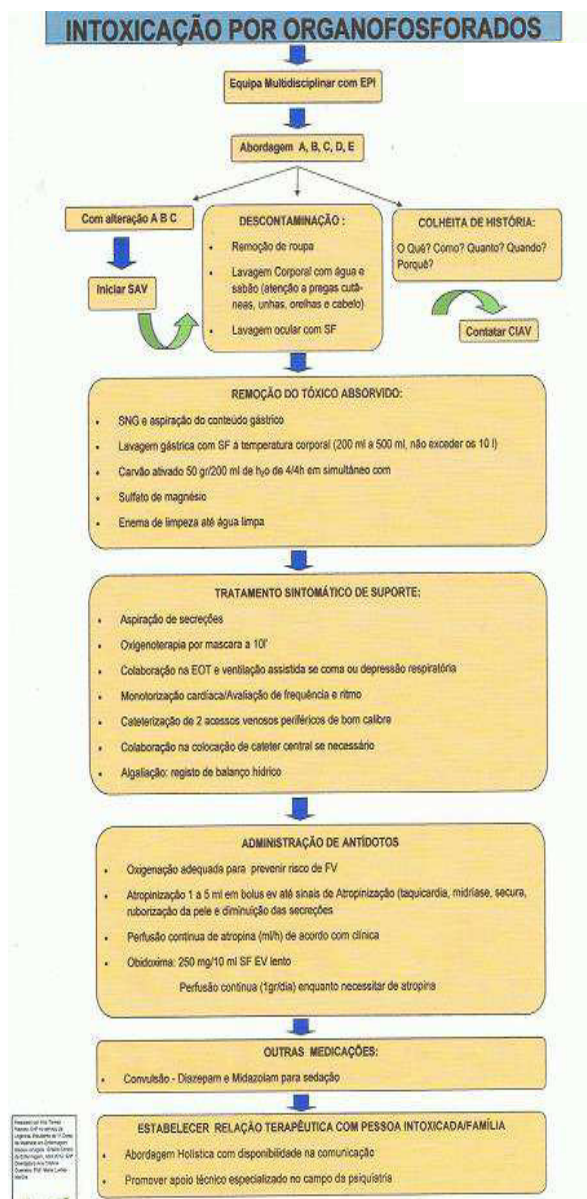 INTOXICAÇÃO POR ORGANOFOSFORADOS
Equipa Multidisciplinar com EPI
Abordagem A, B, C, D, E
Com alteração A B C
Iniciar SAV
DESCONTAMINAÇÃO :
• Remoção de roupa
• Lavagem Corporal com água e
sabão (atenção a pregas cutâ-
neas, unhas, orelhas e cabelo)
• Lavagem ocular com SF
COLHEITA DE HISTÓRIA:
O Quê? Como? Quanto? Quando?
Porquê?
Contatar CIAV
REMOÇÃO DO TÓXICO ABSORVIDO:
• SNG e aspiração do conteúdo gástrico
• Lavagem gástrica com SF á temperatura corporal (200 ml a 500 ml, não exceder os 10 l)
• Carvão ativado 50 gr/200 ml de h₂o de 4/4h em simultâneo com
• Sulfato de magnésio
• Enema de limpeza até água limpa
TRATAMENTO SINTOMÁTICO DE SUPORTE:
• Aspiração de secreções
• Oxigenoterapia por mascara a 10l'
• Colaboração na EOT e ventilação assistida se coma ou depressão respiratória
• Monotorização cardíaca/Avaliação de frequência e ritmo
• Cateterização de 2 acessos venosos periféricos de bom calibre
• Colaboração na colocação de cateter central se necessário
• Algaliação: registo de balanço hídrico
ADMINISTRAÇÃO DE ANTÍDOTOS
• Oxigenação adequada para prevenir risco de FV
• Atropinização 1 a 5 ml em bolus ev até sinais de Atropinização (taquicardia, midríase, secura,
ruborização da pele e diminuição das secreções
• Perfusão continua de atropina (ml/h) de acordo com clínica
• Obidoxima: 250 mg/10 ml SF EV lento
Perfusão continua (1gr/dia) enquanto necessitar de atropina
OUTRAS MEDICAÇÕES:
• Convulsão - Diazepam e Midazolam para sedação
ESTABELECER RELAÇÃO TERAPÊUTICA COM PESSOA INTOXICADA/FAMÍLIA
• Abordagem Holística com disponibilidade na comunicação
• Promover apoio técnico especializado no campo da psiquiatria